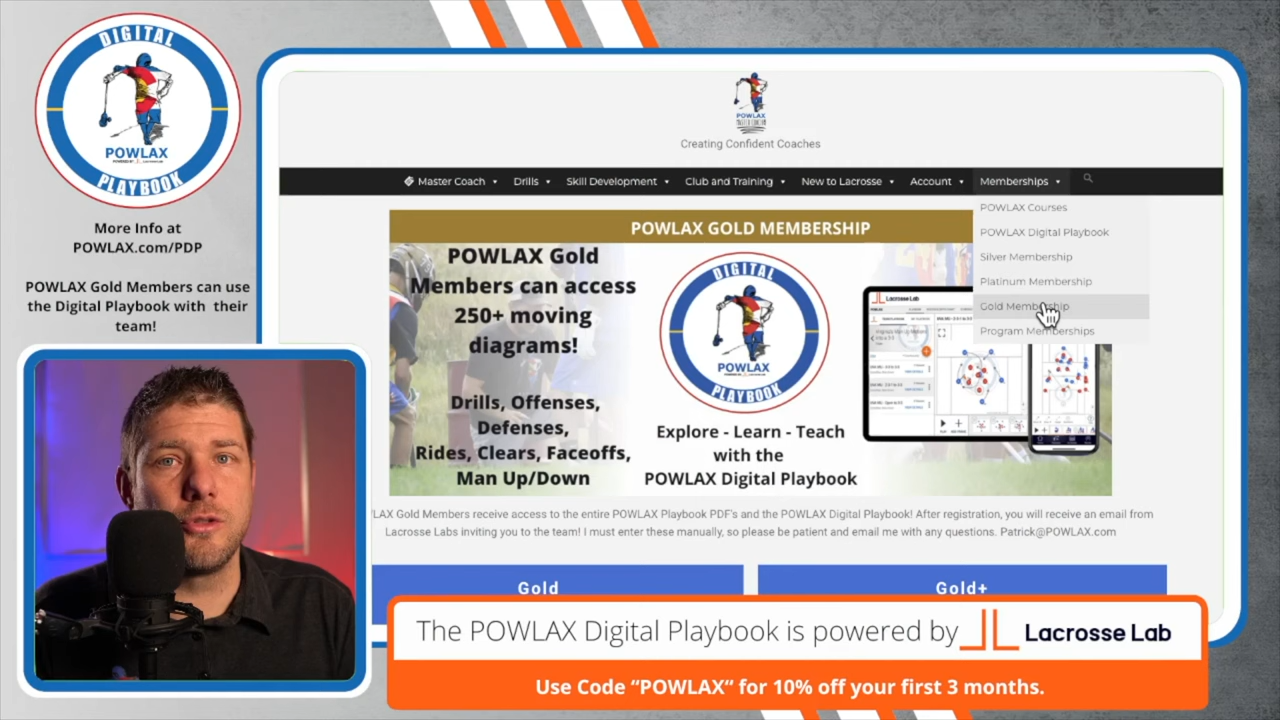 DIGITAL
POWLAX
PLAYBOOK
More Info at
POWLAX.com/PDP
POWLAX Gold Members can use
the Digital Playbook with their
team!
POWLAX
Creating Confident Coaches
Master Coach
Drills
Skill Development
Club and Training
New to Lacrosse
Account
Memberships
POWLAX Courses
POWLAX Digital Playbook
Silver Membership
Platinum Membership
Gold Membership
Program Memberships
POWLAX GOLD MEMBERSHIP
POWLAX Gold
Members can access
250+ moving
diagrams!
Drills, Offenses,
Defenses,
Rides, Clears, Faceoffs,
Man Up/Down
DIGITAL
POWLAX
PLAYBOOK
Explore - Learn - Teach
with the
POWLAX Digital Playbook
Lacrosse Lab
LAX Gold Members receive access to the entire POWLAX Playbook PDF's and the POWLAX Digital Playbook! After registration, you will receive an email from
Lacrosse Labs inviting you to the team! I must enter these manually, so please be patient and email me with any questions. Patrick@POWLAX.com
Gold
Gold+
The POWLAX Digital Playbook is powered by
Lacrosse Lab
Use Code “POWLAX“ for 10% off your first 3 months.